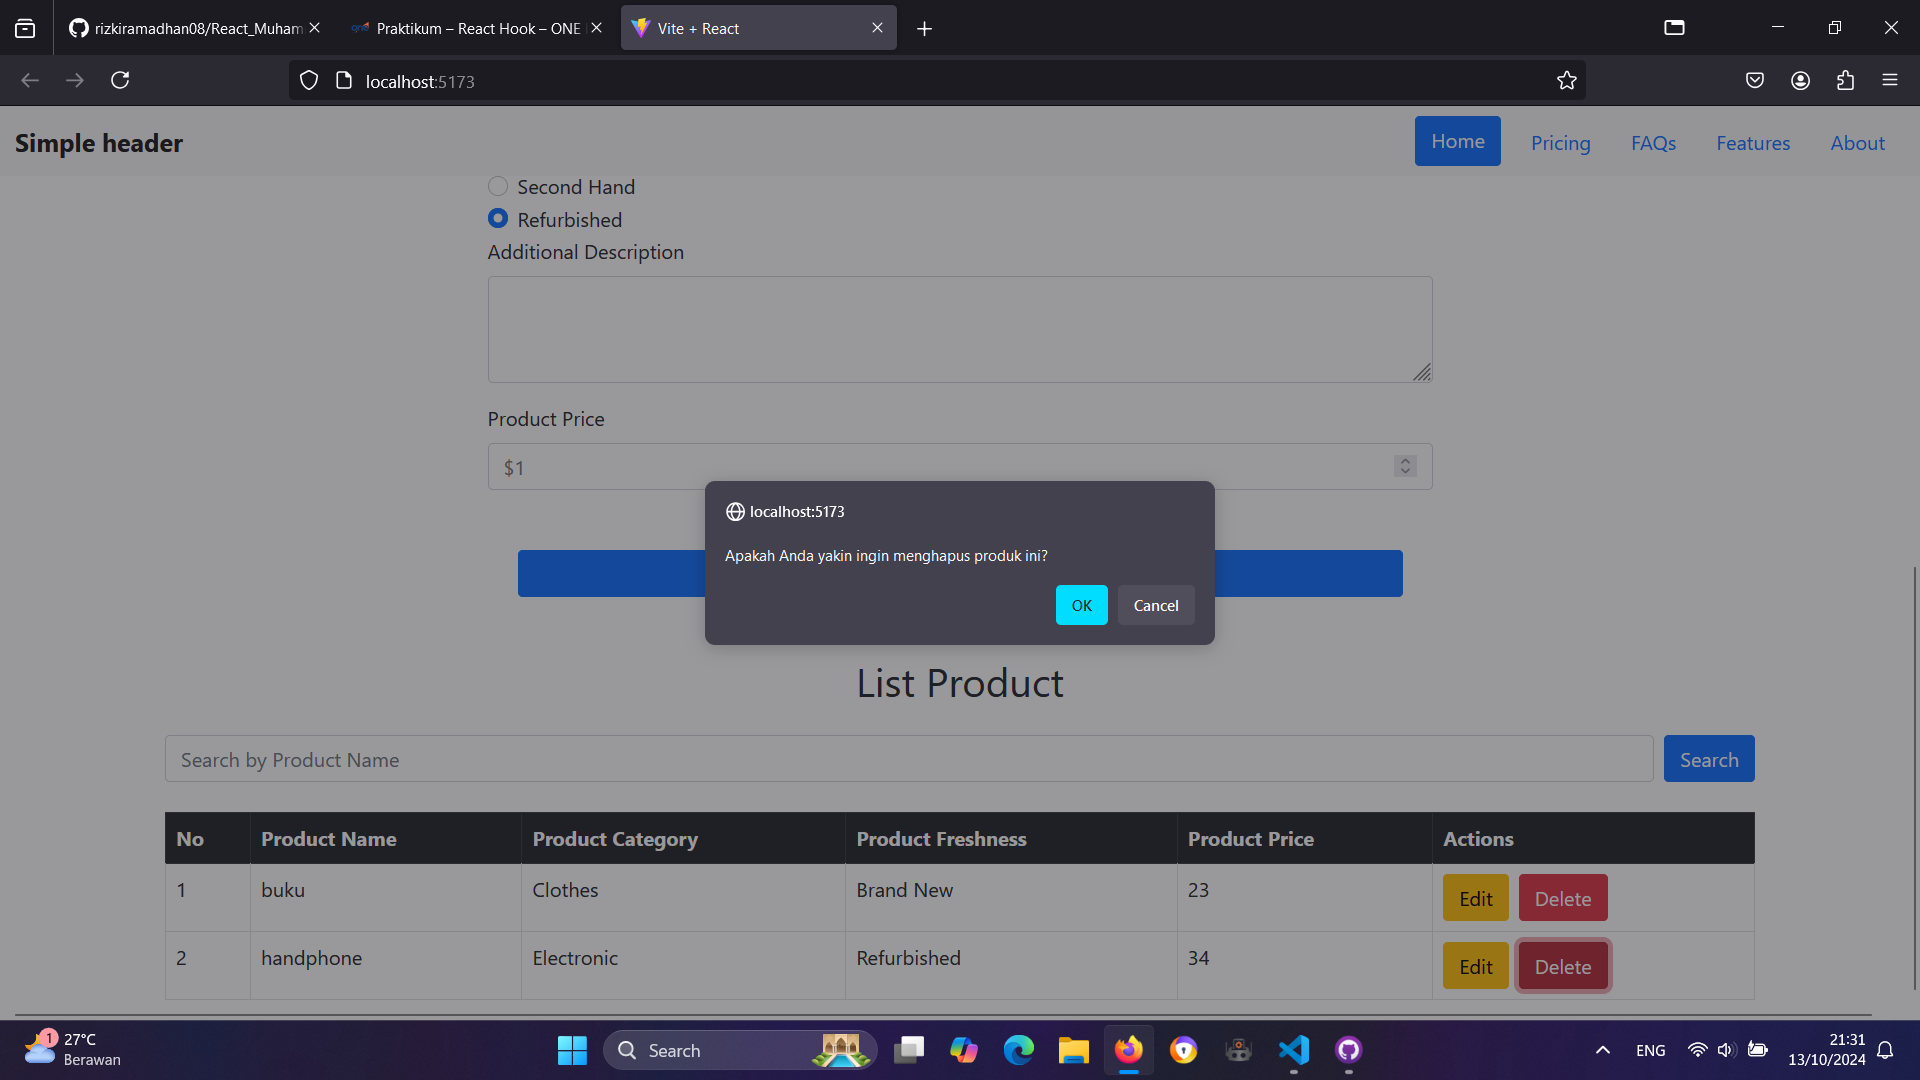 rizkiramadhan08/React_Muham
Praktikum – React Hook – ONE
Vite + React
localhost:5173
Simple header
Home
Pricing
FAQs
Features
About
Second Hand
Refurbished
Additional Description
Product Price
$1
localhost:5173
Apakah Anda yakin ingin menghapus produk ini?
OK
Cancel
List Product
Search by Product Name
Search
No Product Name Product Category Product Freshness Product Price Actions
1 buku Clothes Brand New 23 Edit Delete
2 handphone Electronic Refurbished 34 Edit Delete
1
27°C
Berawan
Search
ENG
21:31
13/10/2024